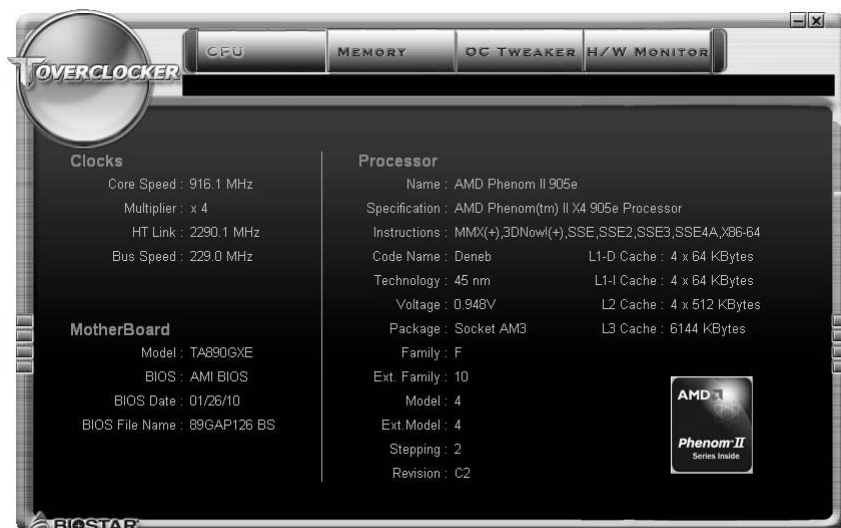 TOVERCLOCKER
CPU
MEMORY
OC TWEAKER
H/W MONITOR
Clocks
Core Speed : 916.1 MHz
Multiplier : x 4
HT Link : 2290.1 MHz
Bus Speed : 229.0 MHz
MotherBoard
Model : TA890GXE
BIOS : AMI BIOS
BIOS Date : 01/26/10
BIOS File Name : 89GAP126 BS
Processor
Name : AMD Phenom II 905e
Specification : AMD Phenom(tm) II X4 905e Processor
Instructions : MMX(+),3DNow!(+),SSE,SSE2,SSE3,SSE4A,X86-64
Code Name : Deneb
L1-D Cache : 4 x 64 KBytes
Technology : 45 nm
L1-I Cache : 4 x 64 KBytes
Voltage : 0.948V
L2 Cache : 4 x 512 KBytes
Package : Socket AM3
L3 Cache : 6144 KBytes
Family : F
Ext. Family : 10
Model : 4
Ext.Model : 4
Stepping : 2
Revision : C2
AMD
Phenom II
Series Inside
BIOSTAR